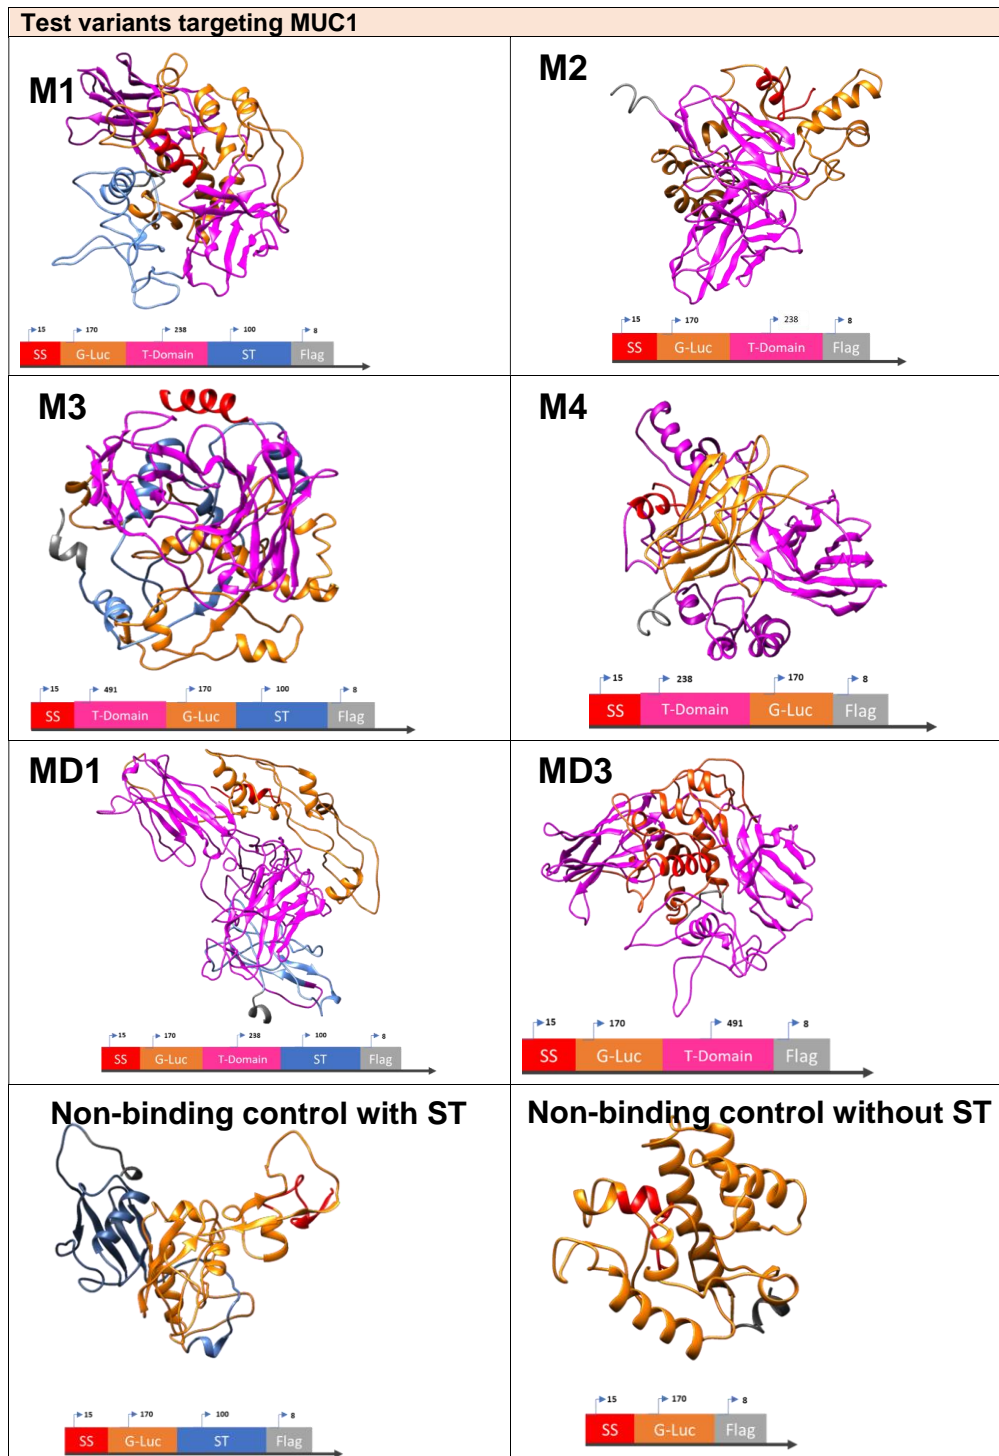 Test variants targeting MUC1
M1
15 170 238 100 8
SS G-Luc T-Domain ST Flag
M2
15 170 238 8
SS G-Luc T-Domain Flag
M3
15 491 170 100 8
SS T-Domain G-Luc ST Flag
M4
15 238 170 8
SS T-Domain G-Luc Flag
MD1
15 170 238 100 8
SS G-Luc T-Domain ST Flag
MD3
15 170 491 8
SS G-Luc T-Domain Flag
Non-binding control with ST
15 170 100 8
SS G-Luc ST Flag
Non-binding control without ST
15 170 8
SS G-Luc Flag